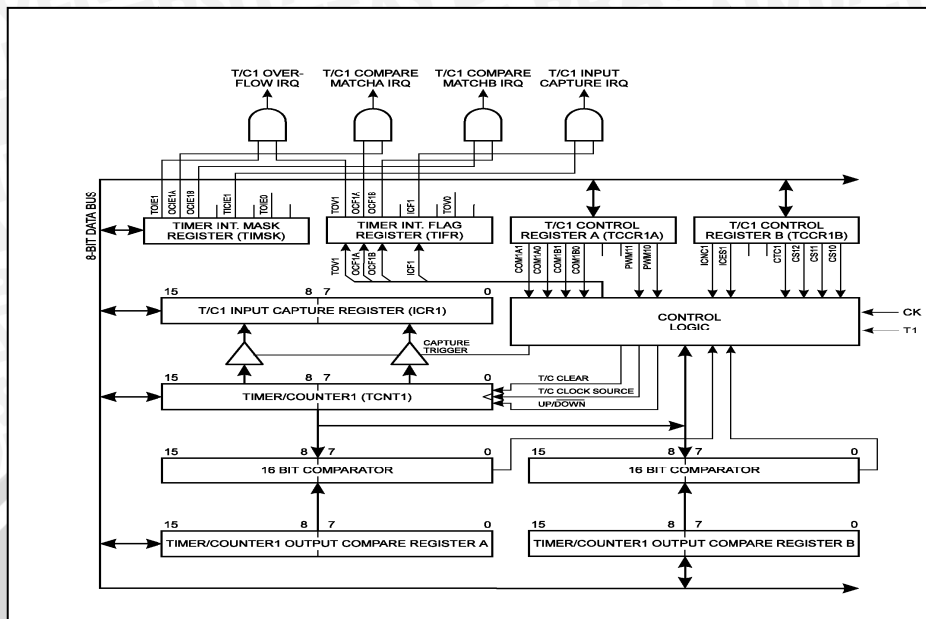 T/C1 OVER-
FLOW IRQ
T/C1 COMPARE
MATCHA IRQ
T/C1 COMPARE
MATCHB IRQ
T/C1 INPUT
CAPTURE IRQ
8-BIT DATA BUS
TOIE1
OCIE1A
OCIE1B
TICIE1
TOIE0
TOV1
OCF1A
OCF1B
ICF1
TOV0
TIMER INT. MASK
REGISTER (TIMSK)
TIMER INT. FLAG
REGISTER (TIFR)
T/C1 CONTROL
REGISTER A (TCCR1A)
T/C1 CONTROL
REGISTER B (TCCR1B)
TOV1
OCF1A
OCF1B
ICF1
COM1A1
COM1A0
COM1B1
COM1B0
PWM11
PWM10
ICNC1
ICES1
CTC1
CS12
CS11
CS10
15 8 7 0
T/C1 INPUT CAPTURE REGISTER (ICR1)
CONTROL
LOGIC
CK
T1
CAPTURE
TRIGGER
15 8 7 0
TIMER/COUNTER1 (TCNT1)
T/C CLEAR
T/C CLOCK SOURCE
UP/DOWN
15 8 7 0
16 BIT COMPARATOR
15 8 7 0
16 BIT COMPARATOR
15 8 7 0
TIMER/COUNTER1 OUTPUT COMPARE REGISTER A
15 8 7 0
TIMER/COUNTER1 OUTPUT COMPARE REGISTER B